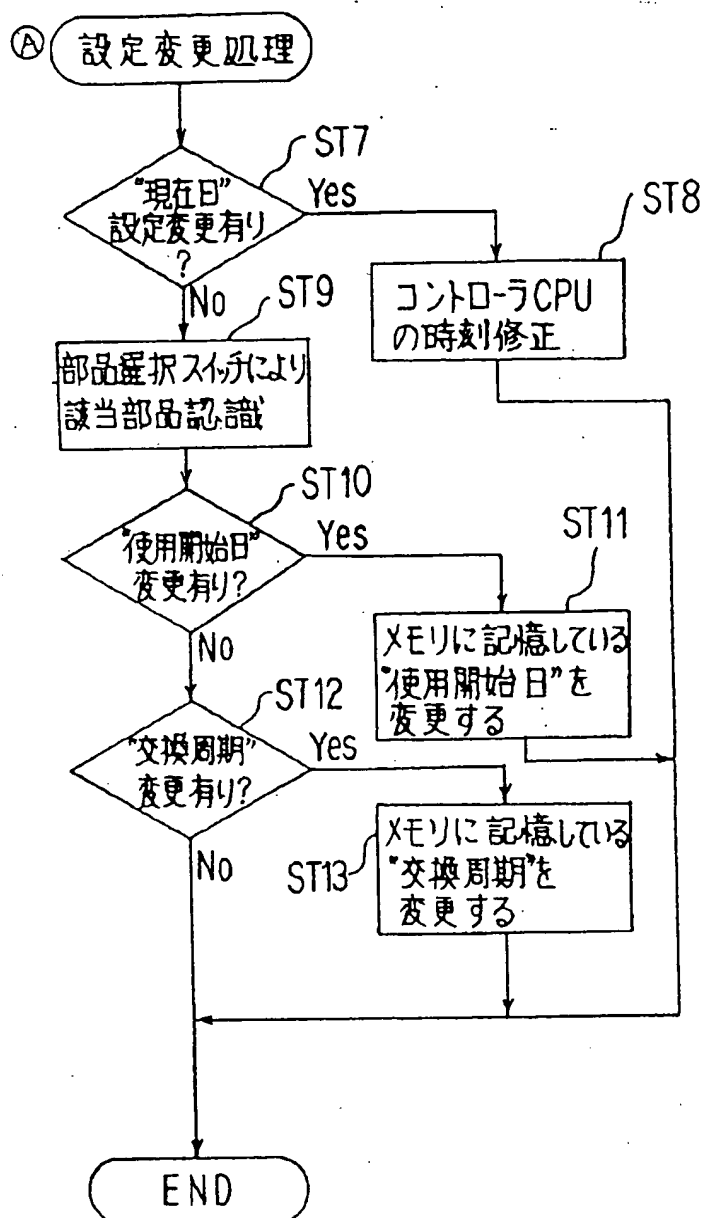 Ⓐ 設定変更処理
ST7
"現在日"
設定変更有り
?
Yes
No
ST8
コントローラCPU
の時刻修正
ST9
部品選択スイッチにより
該当部品認識
ST10
"使用開始日"
変更有り?
Yes
No
ST11
メモリに記憶している
"使用開始日"を
変更する
ST12
"交換周期"
変更有り?
Yes
No
ST13
メモリに記憶している
"交換周期"を
変更する
END